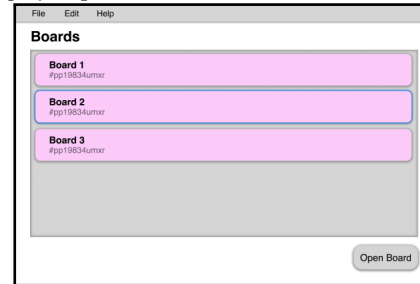 File Edit Help
Boards
Board 1
#pp19834umxr
Board 2
#pp19834umxr
Board 3
#pp19834umxr
Open Board